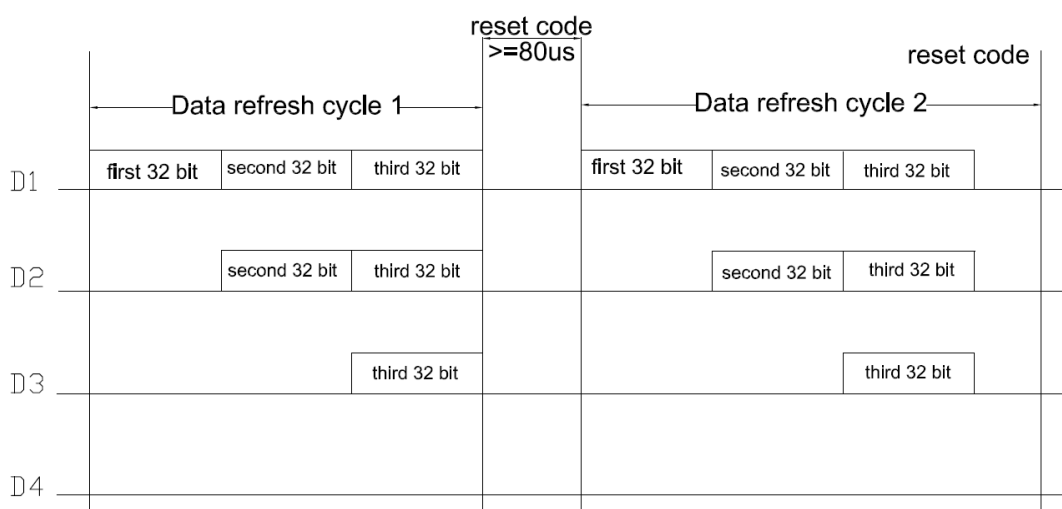 reset code
>=80us
reset code
Data refresh cycle 1
Data refresh cycle 2
D1
first 32 bit
second 32 bit
third 32 bit
first 32 bit
second 32 bit
third 32 bit
D2
second 32 bit
third 32 bit
second 32 bit
third 32 bit
D3
third 32 bit
third 32 bit
D4